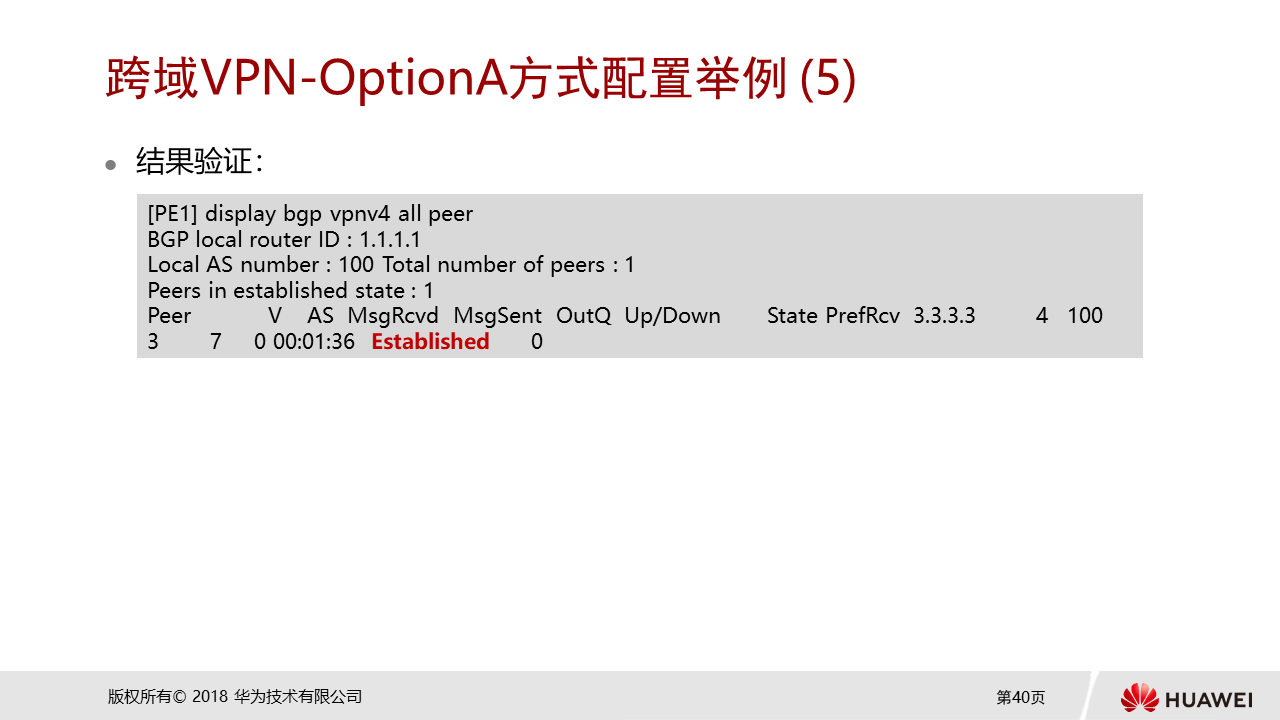 跨域VPN-OptionA方式配置举例 (5)
结果验证：
[PE1] display bgp vpnv4 all peer
BGP local router ID : 1.1.1.1
Local AS number : 100 Total number of peers : 1
Peers in established state : 1
Peer V AS MsgRcvd MsgSent OutQ Up/Down State PrefRcv 3.3.3.3 4 100
3 7 0 00:01:36 Established 0
版权所有© 2018 华为技术有限公司
第40页
HUAWEI